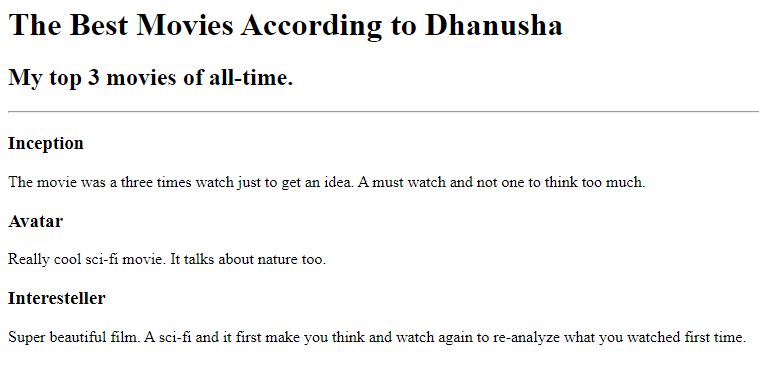 The Best Movies According to Dhanusha
My top 3 movies of all-time.
Inception
The movie was a three times watch just to get an idea. A must watch and not one to think too much.
Avatar
Really cool sci-fi movie. It talks about nature too.
Interesteller
Super beautiful film. A sci-fi and it first make you think and watch again to re-analyze what you watched first time.